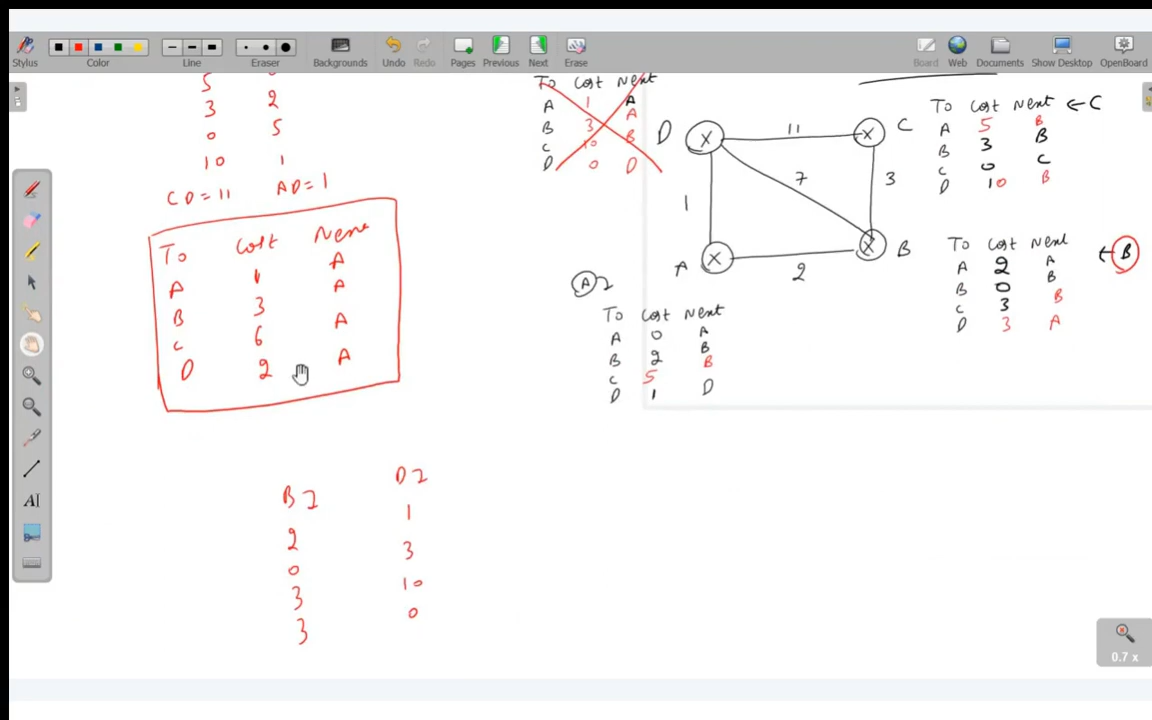 Stylus
Color
Line
Eraser
Backgrounds
Undo
Redo
Pages
Previous
Next
Erase
Board
Web
Documents
Show Desktop
OpenBoard
5
3 2
0 5
10 1
CD = 11 AD = 1
To Cost Next
A 1 A
B 3 A
C 6 A
D 2 A
B
2
0
3
3
D
1
3
10
0
To Cost Next
A 1 A
B 3 A
C 10 B
D 0 D
D 11 C
1 7 3
A 2 B
A
To Cost Next
A 0 A
B 2 B
C 5 B
D 1 D
To Cost Next ← C
A 5 B
B 3 B
C 0 C
D 10 B
To Cost Next ← B
A 2 A
B 0 B
C 3 B
D 3 A
AI
0.7 x